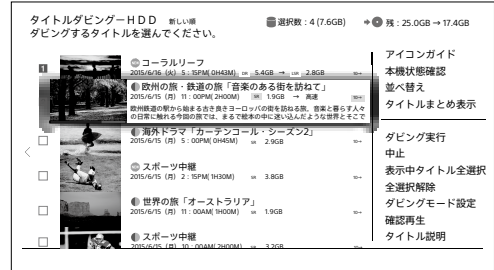 タイトルダビングーHDD 新しい順
選択数：4 (7.6GB) 残：25.0GB→17.4GB
ダビングするタイトルを選んでください。
1
コーラルリーフ
2015/6/16 (火) 5：15PM( 0H43M) DR 5.4GB → LSR 2.8GB
欧州の旅・鉄道の旅「音楽のある街を訪ねて」
2015/6/15 (月) 11：00PM( 2H00M) SR 1.9GB → 高速
欧州鉄道の駅から始まる古き良きヨーロッパの街を訪ねる旅。音楽と暮らす人々
の日常に触れる今回の旅では、まるで絵本の中に迷い込んだような世界とそこで
海外ドラマ「カーテンコール・シーズン2」
2015/6/15 (月) 5：00PM( 0H45M) SR 2.9GB
スポーツ中継
2015/6/15 (月) 2：15PM( 1H30M) SR 3.8GB
世界の旅「オーストラリア」
2015/6/15 (月) 11：00AM( 1H00M) SR 1.9GB
スポーツ中継
2015/6/15 (月) 10：00AM( 2H00M) SR 3.2GB
アイコンガイド
本機状態確認
並べ替え
タイトルまとめ表示
ダビング実行
中止
表示中タイトル全選択
全選択解除
ダビングモード設定
確認再生
タイトル説明